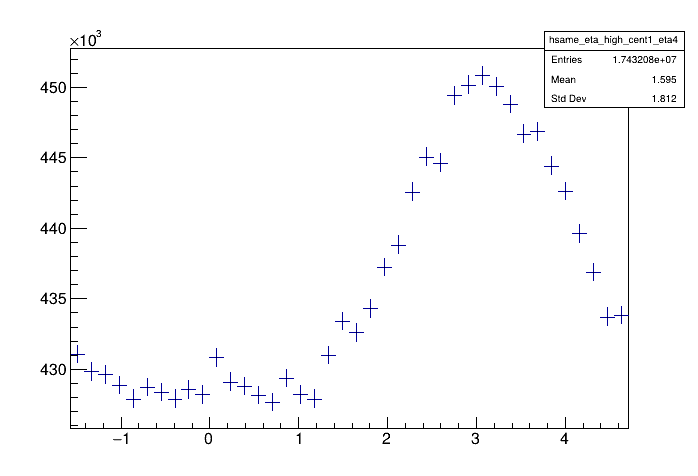 ×10³
hsame_eta_high_cent1_eta4
Entries 1.743208e+07
Mean 1.595
Std Dev 1.812
450
445
440
435
430
−1 0 1 2 3 4